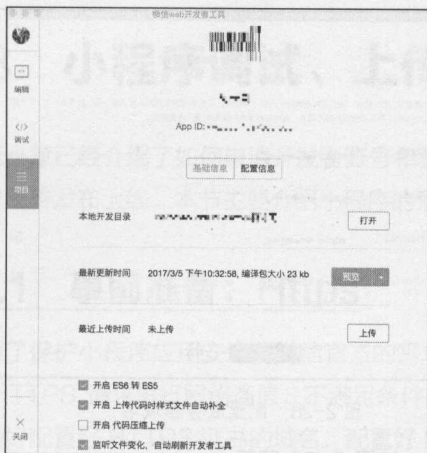 微信web开发者工具
编辑
App ID:
</>
调试
基础信息 配置信息
项目
本地开发目录 打开
最新更新时间 2017/3/5 下午10:32:58, 编译包大小 23 kb 预览
最近上传时间 未上传 上传
开启 ES6 转 ES5
开启 上传代码时样式文件自动补全
开启 代码压缩上传
关闭
监听文件变化，自动刷新开发者工具